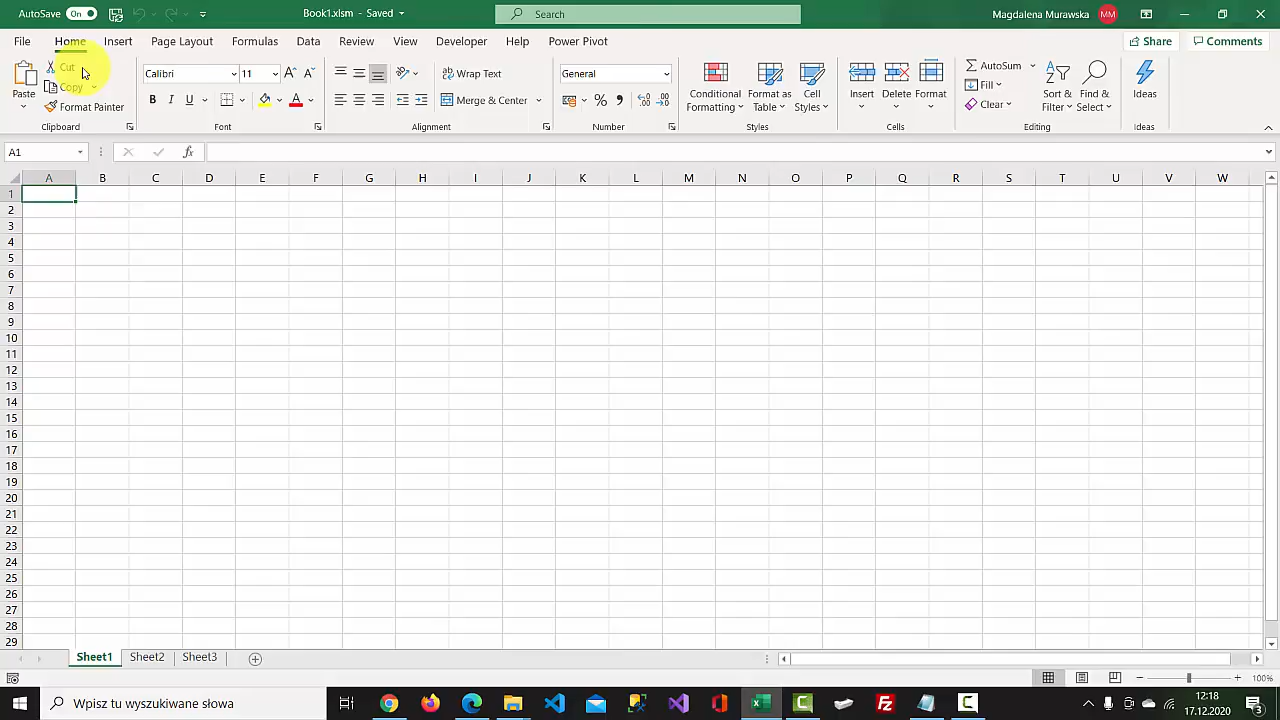 AutoSave On
Book1.xlsm - Saved
Search
Magdalena Murawska MM
File Home Insert Page Layout Formulas Data Review View Developer Help Power Pivot
Share Comments
Paste
Cut
Copy
Format Painter
Clipboard
Calibri 11
B I U
Font
Wrap Text
Merge & Center
Alignment
General
Number
Conditional Formatting
Format as Table
Cell Styles
Styles
Insert
Delete
Format
Cells
AutoSum
Fill
Clear
Sort & Filter
Find & Select
Editing
Ideas
Ideas
A1
fx
A B C D E F G H I J K L M N O P Q R S T U V W
1
2
3
4
5
6
7
8
9
10
11
12
13
14
15
16
17
18
19
20
21
22
23
24
25
26
27
28
29
Sheet1 Sheet2 Sheet3
100%
Wpisz tu wyszukiwane słowa
12:18
17.12.2020